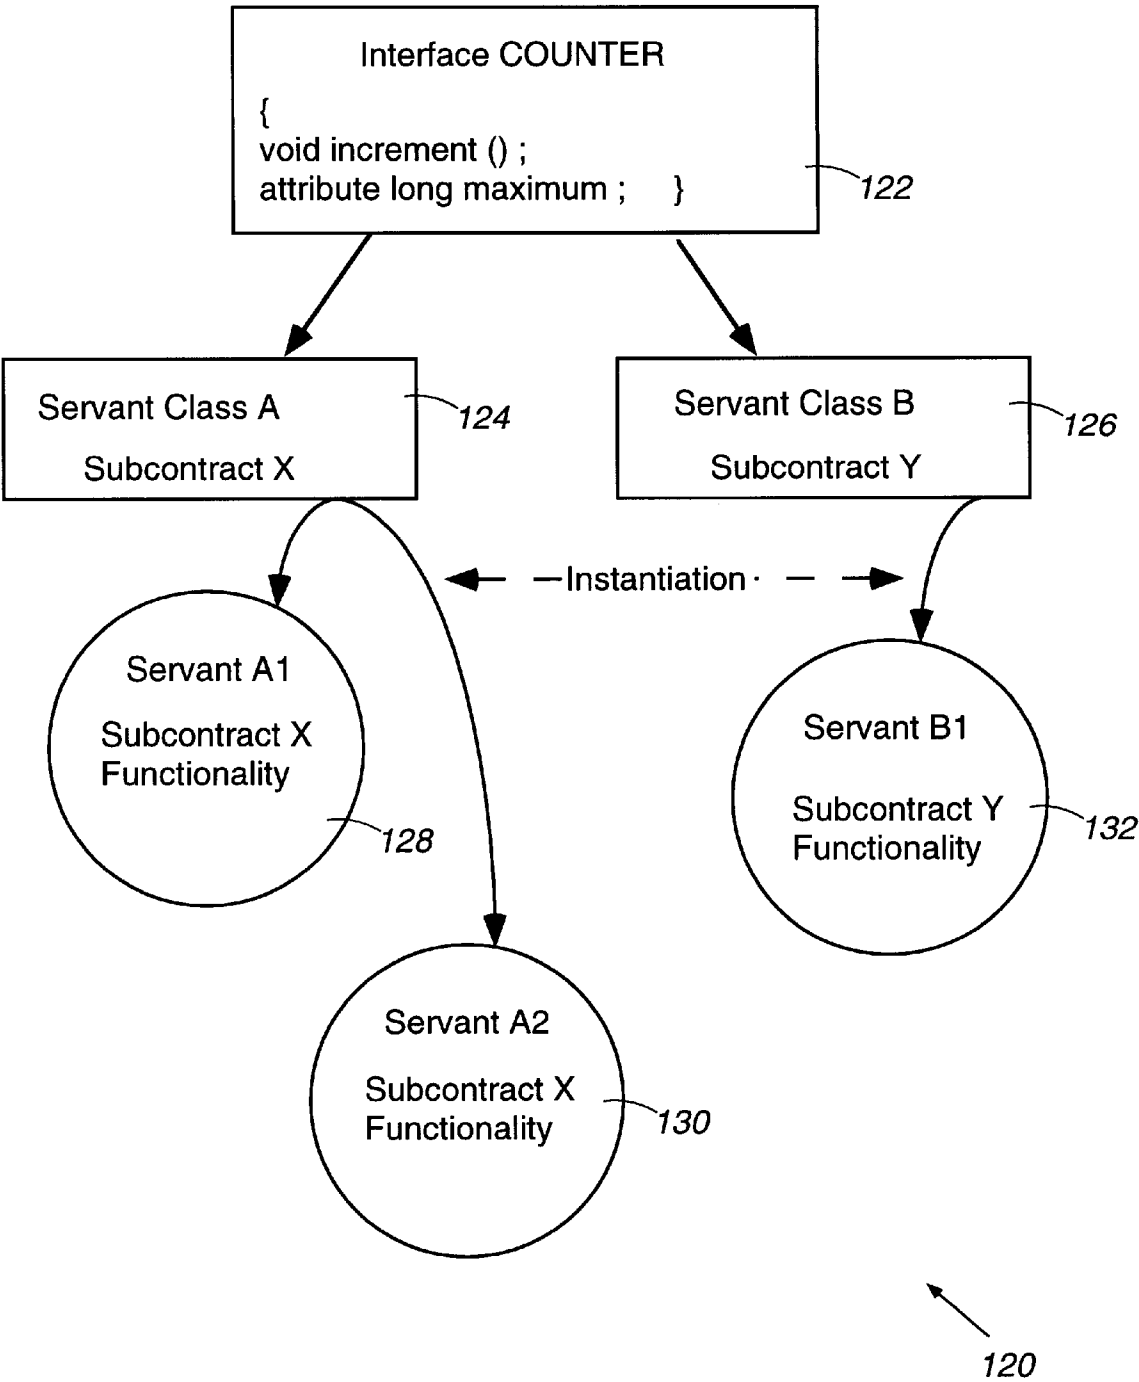 Interface COUNTER
{
void increment () ;
attribute long maximum ; }
122
Servant Class A
Subcontract X
124
Servant Class B
Subcontract Y
126
Instantiation
Servant A1
Subcontract X
Functionality
128
Servant B1
Subcontract Y
Functionality
132
Servant A2
Subcontract X
Functionality
130
120